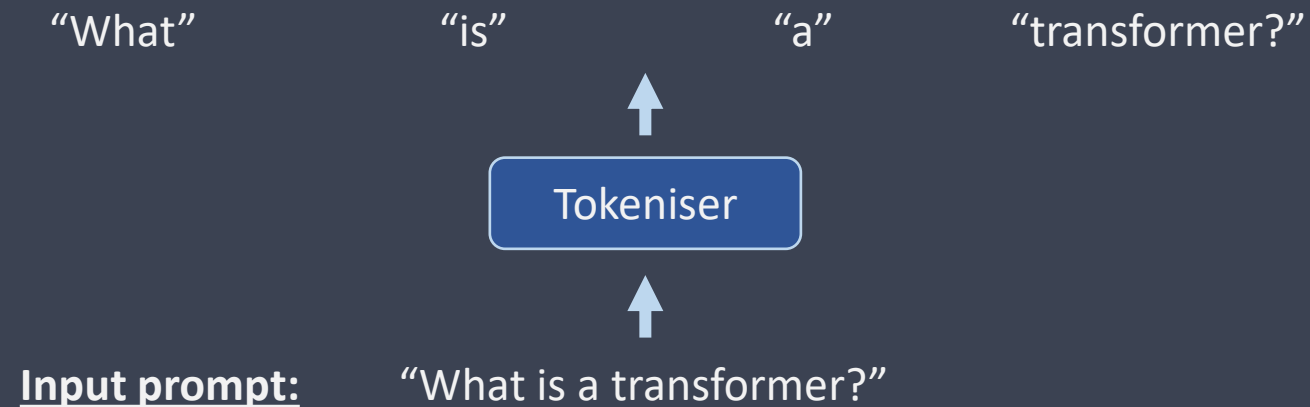 “What” “is” “a” “transformer?”
Tokeniser
Input prompt: “What is a transformer?”